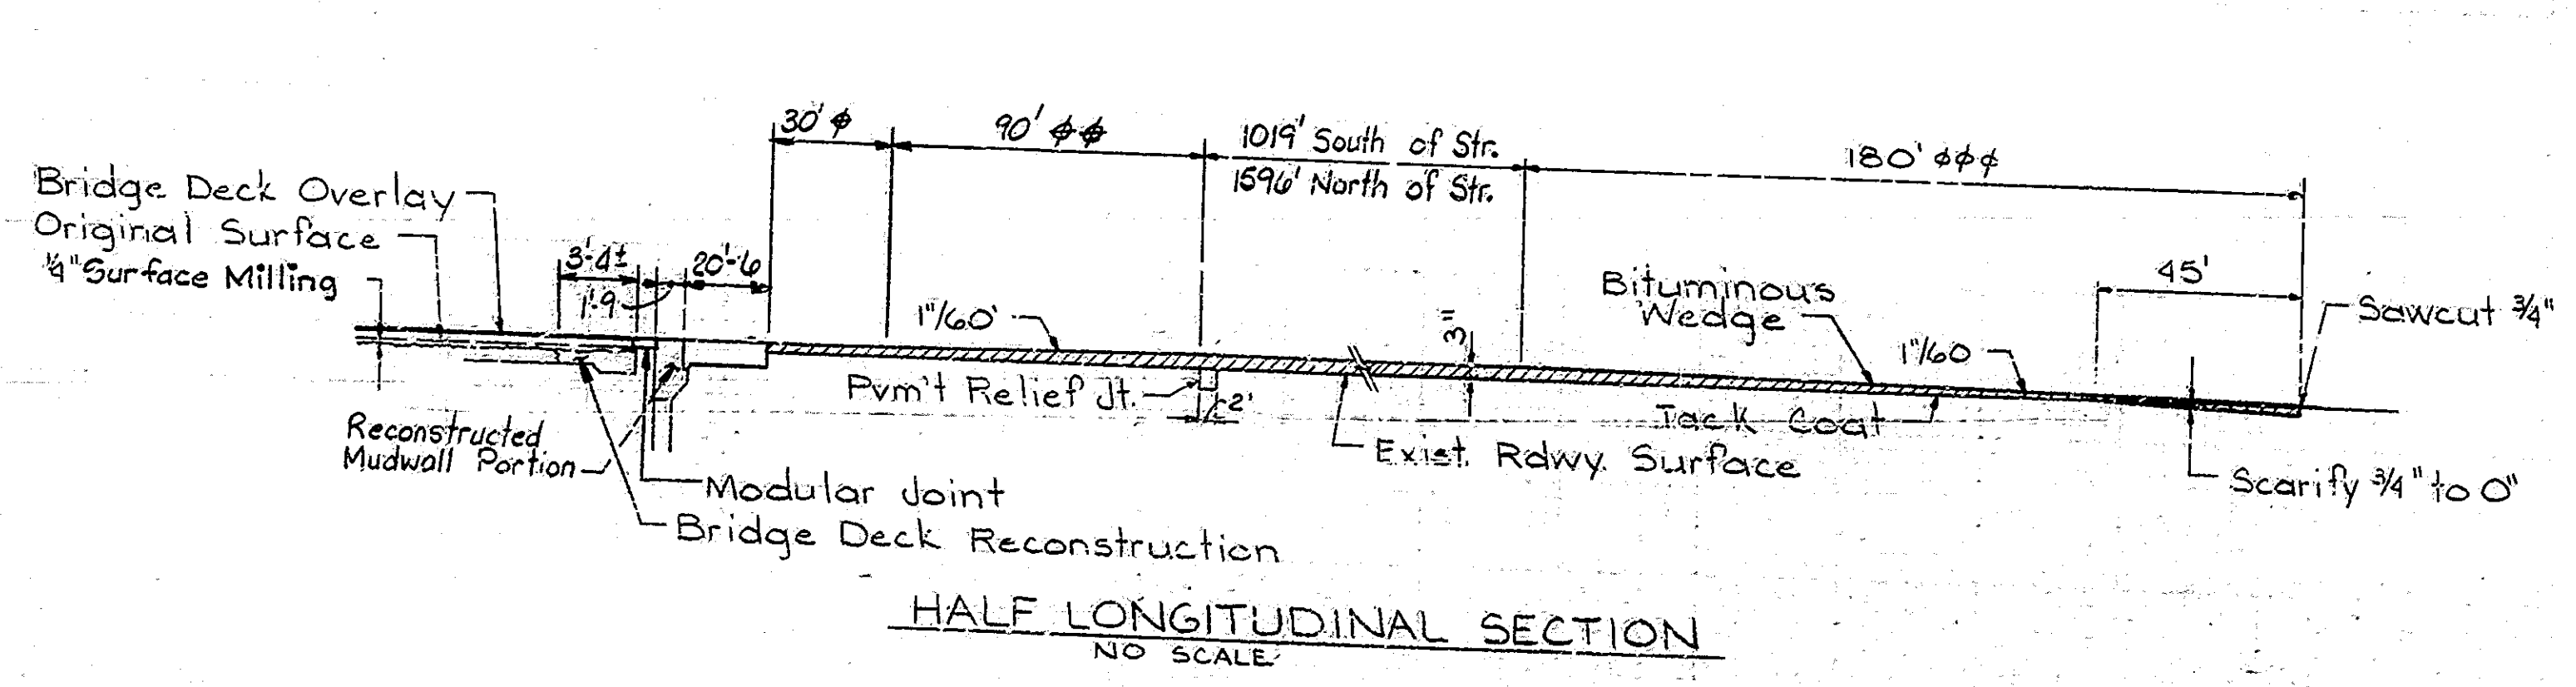 30' ϕ
90' ϕϕ
1019' South of Str.
1596' North of Str.
180' ϕϕϕ
Bridge Deck Overlay
Original Surface
1/4" Surface Milling
3'-4±
1'-9
20'-6
1"/60'
3"
Bituminous
Wedge
1"/60
45'
Sawcut 3/4"
Pvm't Relief Jt.
2'
Tack Coat
Exist. Rdwy. Surface
Scarify 3/4" to 0"
Reconstructed
Mudwall Portion
Modular Joint
Bridge Deck Reconstruction
HALF LONGITUDINAL SECTION
NO SCALE